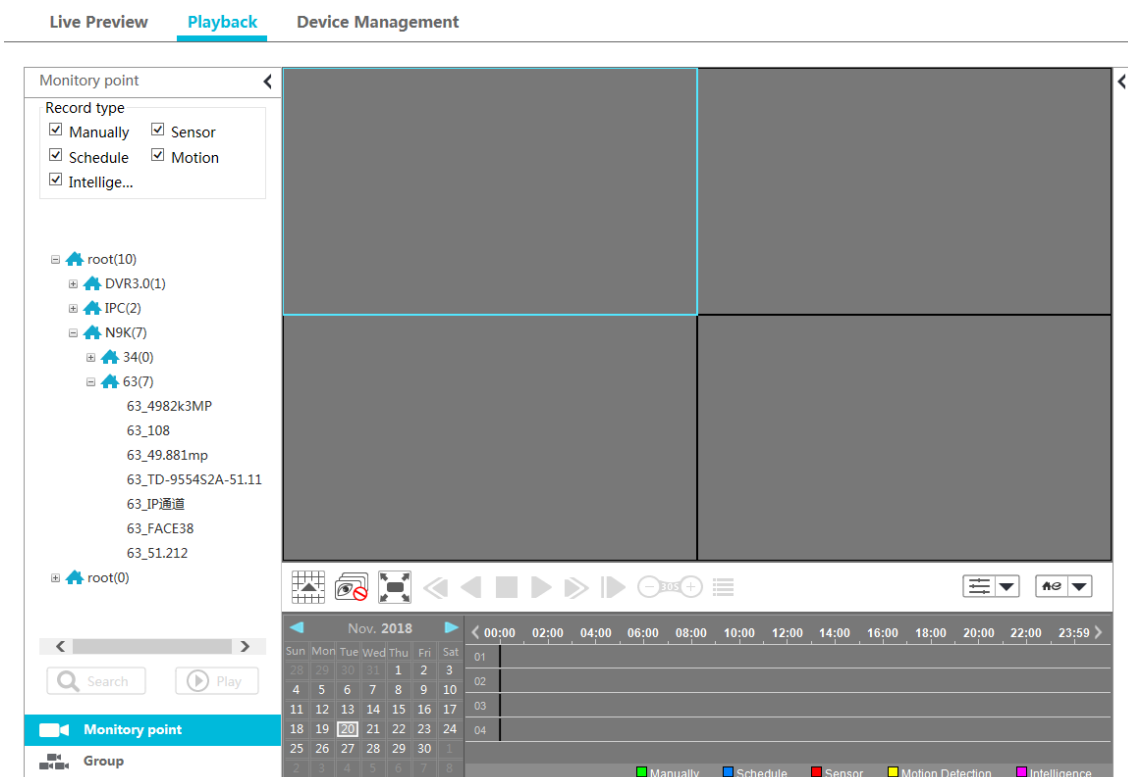 Live Preview Playback Device Management
Monitory point
Record type
Manually Sensor
Schedule Motion
Intellige...
root(10)
DVR3.0(1)
IPC(2)
N9K(7)
34(0)
63(7)
63_4982k3MP
63_108
63_49.881mp
63_TD-9554S2A-51.11
63_IP通道
63_FACE38
63_51.212
root(0)
Search Play
Monitory point
Group
30S
Nov. 2018
Sun Mon Tue Wed Thu Fri Sat
28 29 30 31 1 2 3
4 5 6 7 8 9 10
11 12 13 14 15 16 17
18 19 20 21 22 23 24
25 26 27 28 29 30 1
2 3 4 5 6 7 8
00:00 02:00 04:00 06:00 08:00 10:00 12:00 14:00 16:00 18:00 20:00 22:00 23:59
01
02
03
04
Manually Schedule Sensor Motion Detection Intelligence